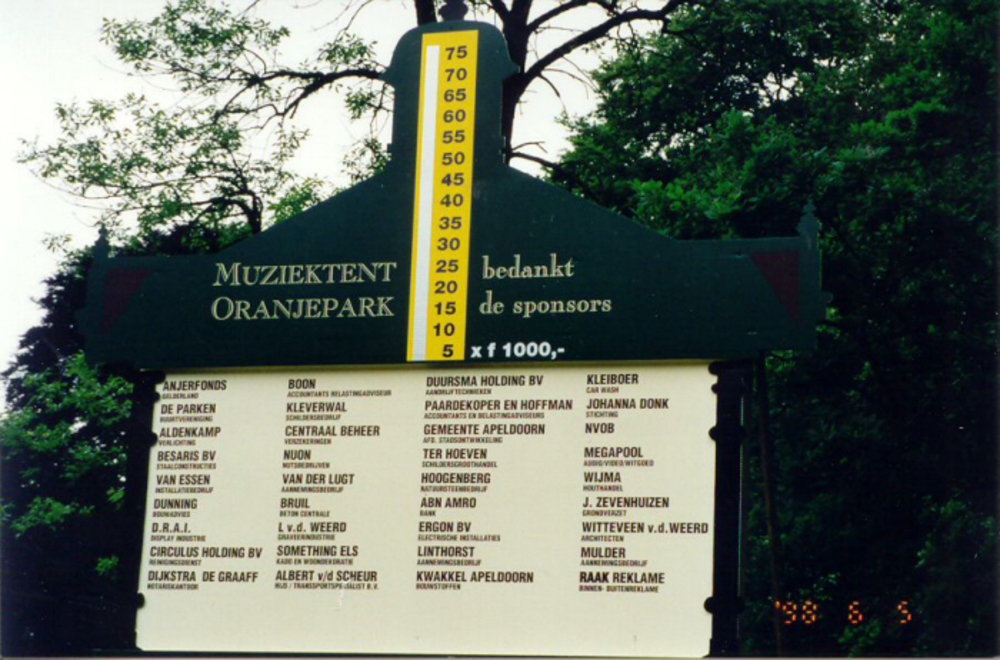 75
70
65
60
55
50
45
40
35
30
25
20
15
10
5 x f 1000,-
MUZIEKTENT
ORANJEPARK
bedankt
de sponsors
ANJERFONDS
GELDERLAND
DE PARKEN
BUURTVERENIGING
ALDENKAMP
VERLICHTING
BESARIS BV
STAALCONSTRUCTIES
VAN ESSEN
INSTALLATIEBEDRIJF
DUNNING
BOUWADVIES
D.R.A.I.
DISPLAY INDUSTRIE
CIRCULUS HOLDING BV
REINIGINGSDIENST
DIJKSTRA DE GRAAFF
NOTARISKANTOOR
BOON
ACCOUNTANTS BELASTINGADVISEUR
KLEVERWAL
SCHILDERSBEDRIJF
CENTRAAL BEHEER
VERZEKERINGEN
NUON
NUTSBEDRIJVEN
VAN DER LUGT
AANNEMINGSBEDRIJF
BRUIL
BETON CENTRALE
L v.d. WEERD
GRAVEERINDUSTRIE
SOMETHING ELS
KADO EN WOONDEKORATIE
ALBERT v/d SCHEUR
HIJS / TRANSPORTSPECIALIST B.V.
DUURSMA HOLDING BV
AANDRIJFTECHNIEKEN
PAARDEKOPER EN HOFFMAN
ACCOUNTANTS EN BELASTINGADVISEURS
GEMEENTE APELDOORN
AFD. STADSONTWIKKELING
TER HOEVEN
SCHILDERSGROOTHANDEL
HOOGENBERG
NATUURSTEENBEDRIJF
ABN AMRO
BANK
ERGON BV
ELECTRISCHE INSTALLATIES
LINTHORST
AANNEMINGSBEDRIJF
KWAKKEL APELDOORN
BOUWSTOFFEN
KLEIBOER
CAR WASH
JOHANNA DONK
STICHTING
NVOB
MEGAPOOL
AUDIO/VIDEO/WITGOED
WIJMA
HOUTHANDEL
J. ZEVENHUIZEN
GRONDVERZET
WITTEVEEN v.d.WEERD
ARCHITECTEN
MULDER
AANNEMINGSBEDRIJF
RAAK REKLAME
BINNEN- BUITENREKLAME
'98 6 5